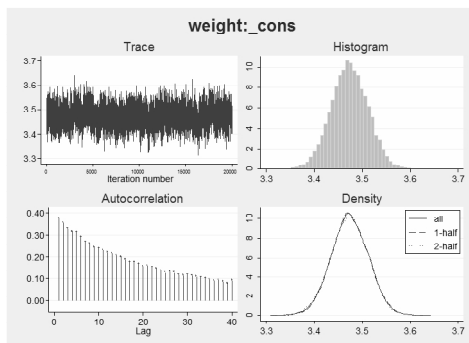 weight:_cons
Trace
3.7
3.6
3.5
3.4
3.3
0 5000 10000 15000 20000
Iteration number
Histogram
10
8
6
4
2
0
3.3 3.4 3.5 3.6 3.7
Autocorrelation
0.40
0.30
0.20
0.10
0.00
0 10 20 30 40
Lag
Density
10
8
6
4
2
0
3.3 3.4 3.5 3.6 3.7
all
1-half
2-half